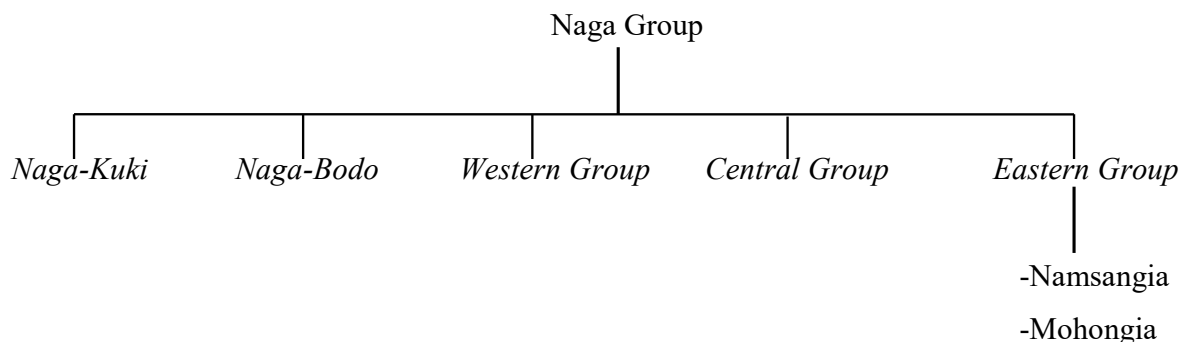 Naga Group
Naga-Kuki Naga-Bodo Western Group Central Group Eastern Group
-Namsangia
-Mohongia